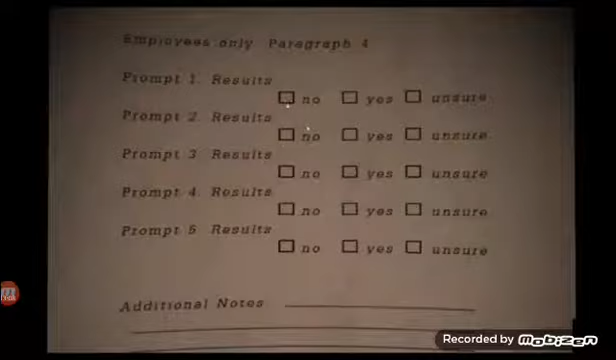 Employees only Paragraph 4
Prompt 1 Results
no yes unsure
Prompt 2 Results
no yes unsure
Prompt 3 Results
no yes unsure
Prompt 4 Results
no yes unsure
Prompt 5 Results
no yes unsure
Additional Notes
Recorded by mobizen